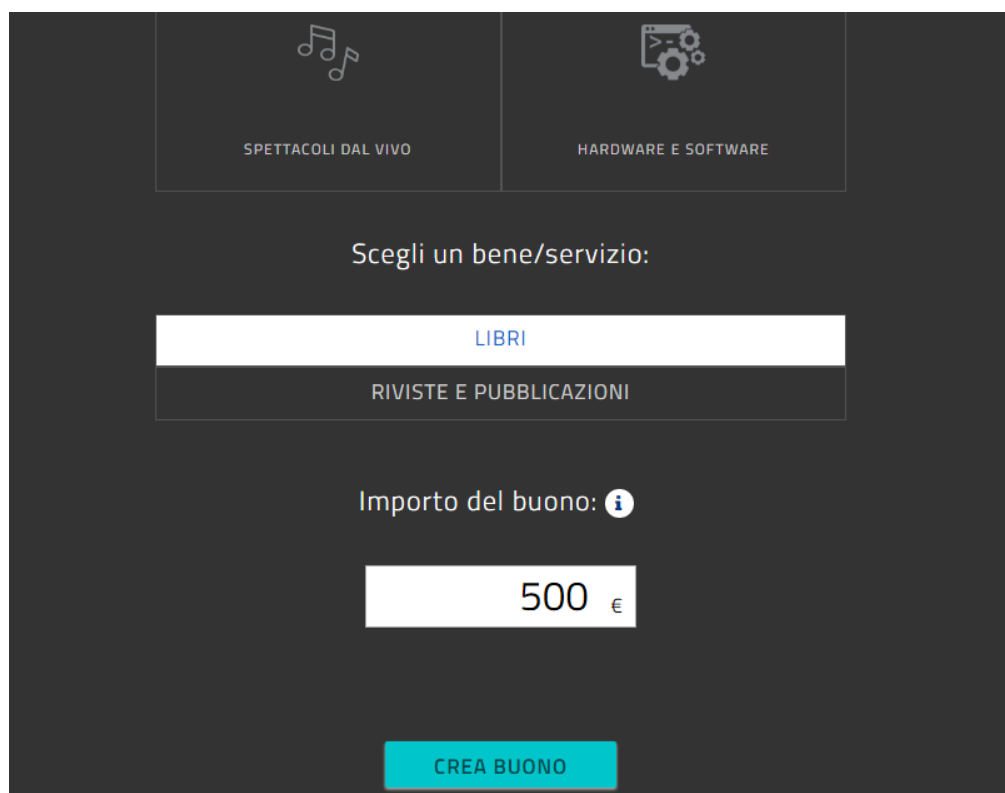 SPETTACOLI DAL VIVO
HARDWARE E SOFTWARE
Scegli un bene/servizio:
LIBRI
RIVISTE E PUBBLICAZIONI
Importo del buono: i
500 €
CREA BUONO